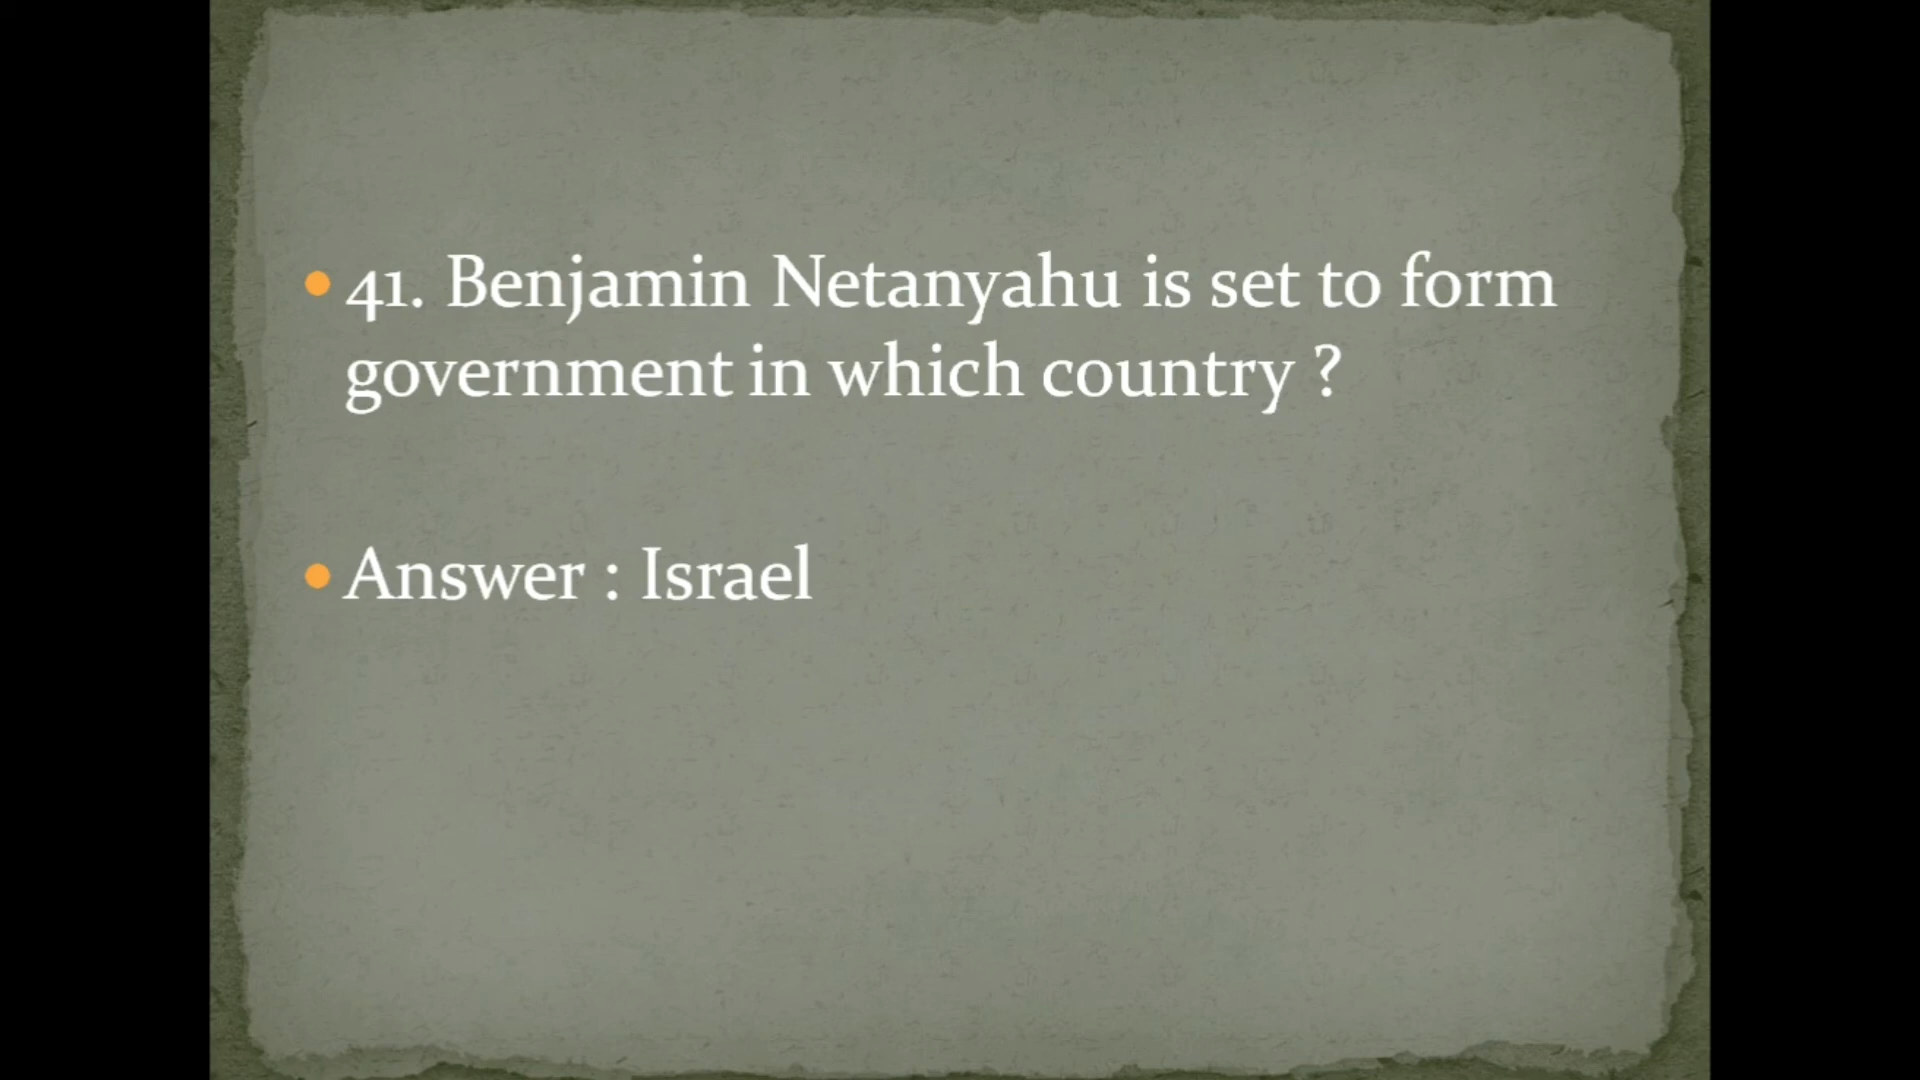 • 41. Benjamin Netanyahu is set to form
government in which country ?
• Answer : Israel